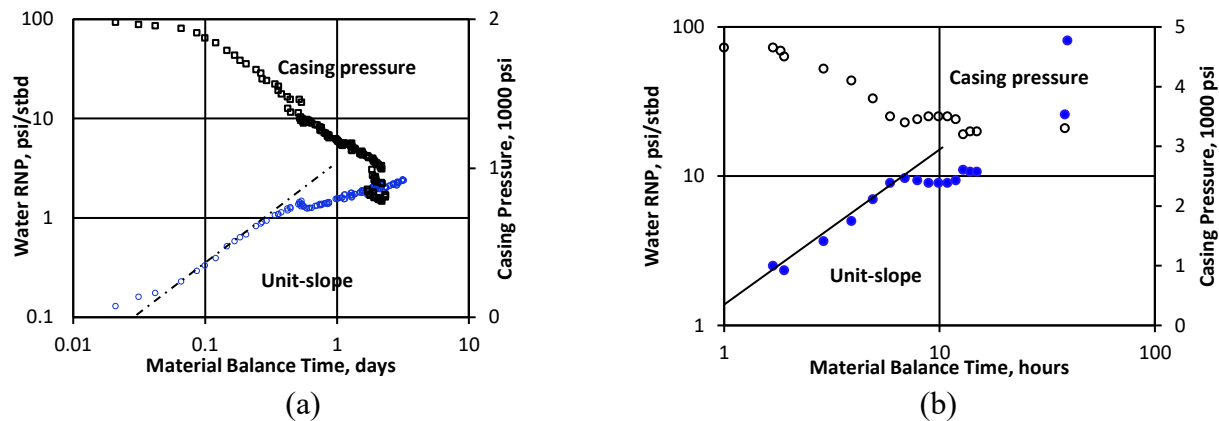 100
10
1
0.1
Water RNP, psi/stbd
0.01
0.1
1
10
Material Balance Time, days
2
1
0
Casing Pressure, 1000 psi
Casing pressure
Unit-slope
(a)
100
10
1
Water RNP, psi/stbd
1
10
100
Material Balance Time, hours
5
4
3
2
1
0
Casing Pressure, 1000 psi
Casing pressure
Unit-slope
(b)